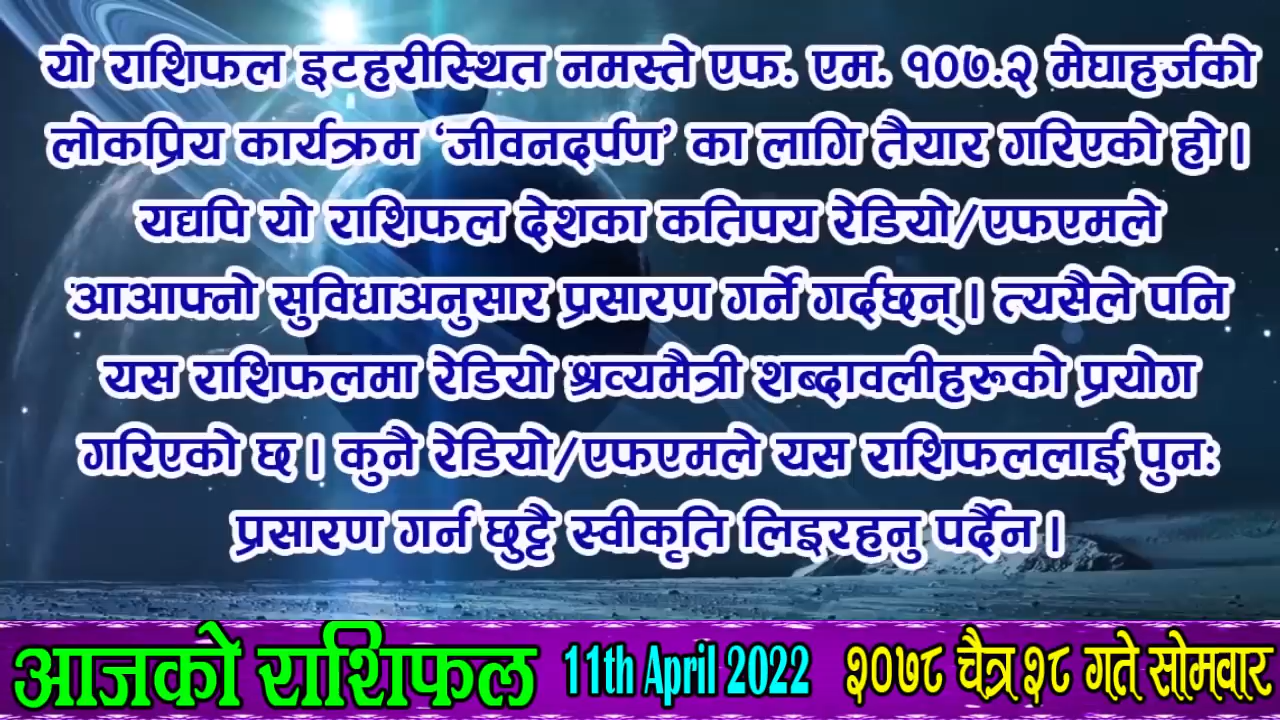 यो राशिफल इटहरीस्थित नमस्ते एफ. एम. १०७.२ मेघाहर्जको
लोकप्रिय कार्यक्रम ‘जीवनदर्पण’ का लागि तैयार गरिएको हो।
यद्यपि यो राशिफल देशका कतिपय रेडियो/एफएमले
आआफ्नो सुविधाअनुसार प्रसारण गर्ने गर्दछन्। त्यसैले पनि
यस राशिफलमा रेडियो श्रव्यमैत्री शब्दावलीहरूको प्रयोग
गरिएको छ। कुनै रेडियो/एफएमले यस राशिफललाई पुनः
प्रसारण गर्न छुट्टै स्वीकृति लिइरहनु पर्दैन।
आजको राशिफल 11th April 2022 २०७८ चैत्र २८ गते सोमवार